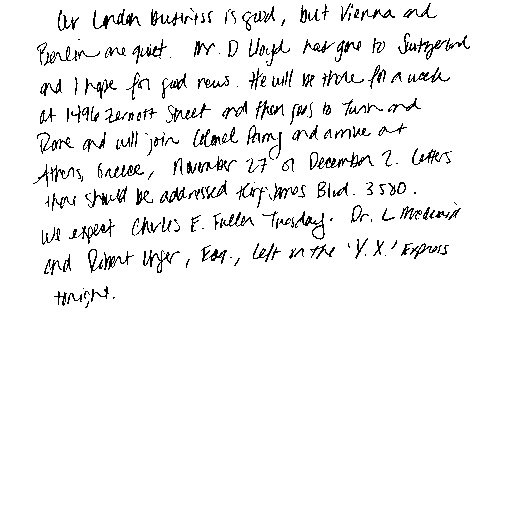 Our London business is good, but Vienna and
Berlin are quiet. Mr. D Lloyd has gone to Switzerland
and I hope for good news. He will be there for a week
at 1496 Zermott Street and then goes to Turin and
Rome and will join Colonel Parry and arrive at
Athens, Greece, November 27 or December 2. Letters
there should be addressed King James Blvd. 3580.
We expect Charles E. Fuller Tuesday. Dr. L McQuaid
and Robert Unger, Esq., left on the 'Y.X.' Express
tonight.